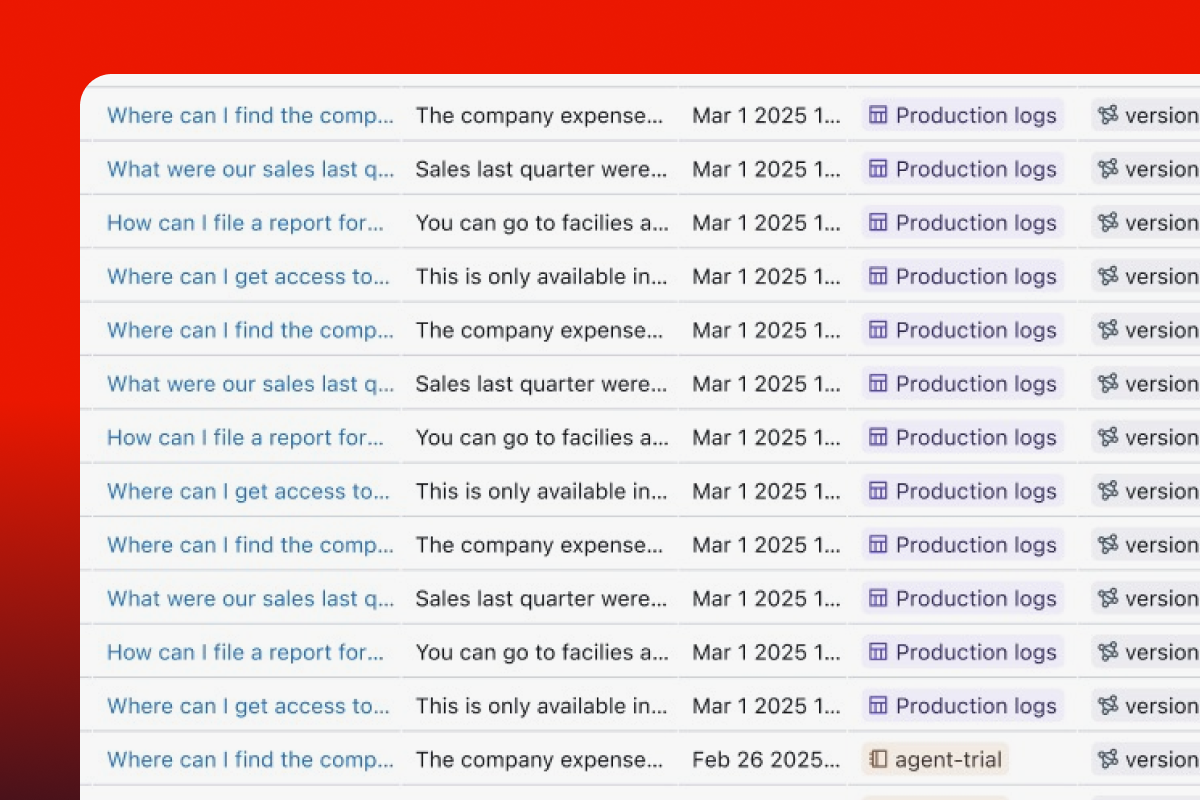 Where can I find the comp... The company expense... Mar 1 2025 1... Production logs version
What were our sales last q... Sales last quarter were... Mar 1 2025 1... Production logs version
How can I file a report for... You can go to facilies a... Mar 1 2025 1... Production logs version
Where can I get access to... This is only available in... Mar 1 2025 1... Production logs version
Where can I find the comp... The company expense... Mar 1 2025 1... Production logs version
What were our sales last q... Sales last quarter were... Mar 1 2025 1... Production logs version
How can I file a report for... You can go to facilies a... Mar 1 2025 1... Production logs version
Where can I get access to... This is only available in... Mar 1 2025 1... Production logs version
Where can I find the comp... The company expense... Mar 1 2025 1... Production logs version
What were our sales last q... Sales last quarter were... Mar 1 2025 1... Production logs version
How can I file a report for... You can go to facilies a... Mar 1 2025 1... Production logs version
Where can I get access to... This is only available in... Mar 1 2025 1... Production logs version
Where can I find the comp... The company expense... Feb 26 2025... agent-trial version